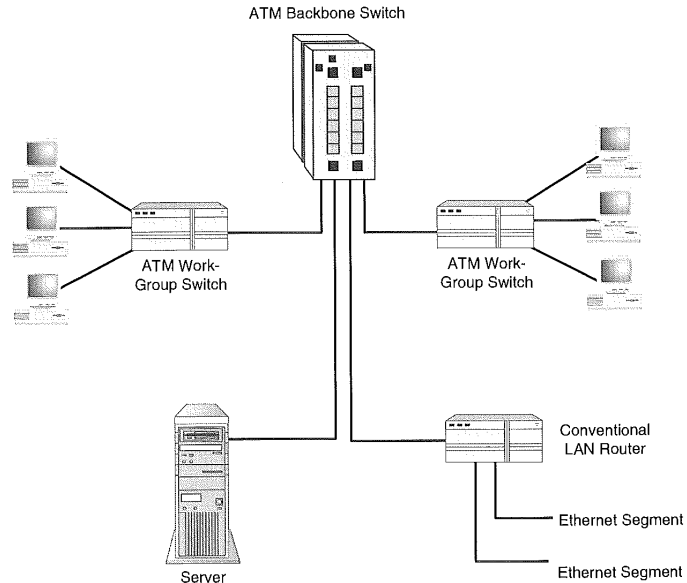 ATM Backbone Switch
ATM Work-
Group Switch
ATM Work-
Group Switch
Conventional
LAN Router
Ethernet Segment
Ethernet Segment
Server